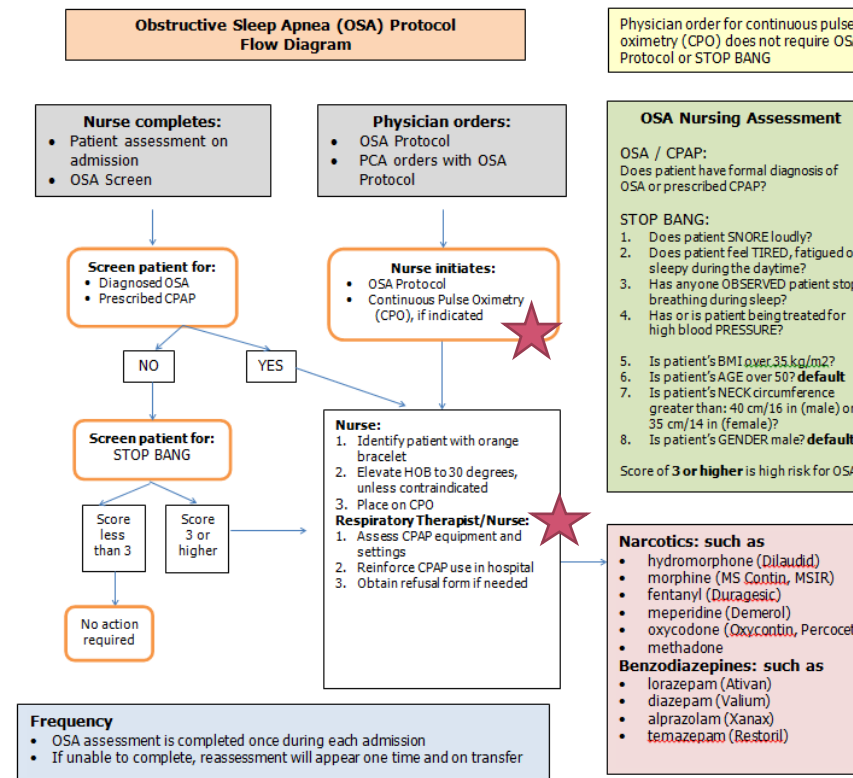 Obstructive Sleep Apnea (OSA) Protocol
Flow Diagram
Physician order for continuous pulse
oximetry (CPO) does not require
Protocol or STOP BANG
Nurse completes:
• Patient assessment on
admission
• OSA Screen
Physician orders:
• OSA Protocol
• PCA orders with OSA
Protocol
Screen patient for:
• Diagnosed OSA
• Prescribed CPAP
Nurse initiates:
• OSA Protocol
• Continuous Pulse Oximetry
(CPO), if indicated
NO
YES
Screen patient for:
STOP BANG
Score
less
than 3
Score
3 or
higher
No action
required
Nurse:
1. Identify patient with orange
bracelet
2. Elevate HOB to 30 degrees,
unless contraindicated
3. Place on CPO
Respiratory Therapist/Nurse:
1. Assess CPAP equipment and
settings
2. Reinforce CPAP use in hospital
3. Obtain refusal form if needed
OSA Nursing Assessment
OSA / CPAP:
Does patient have formal diagnosis of
OSA or prescribed CPAP?
STOP BANG:
1. Does patient SNORE loudly?
2. Does patient feel TIRED, fatigued
sleepy during the daytime?
3. Has anyone OBSERVED patient stop
breathing during sleep?
4. Has or is patient being treated for
high blood PRESSURE?
5. Is patient's BMI over 35 kg/m2?
6. Is patient's AGE over 50? default
7. Is patient's NECK circumference
greater than: 40 cm/16 in (male) or
35 cm/14 in (female)?
8. Is patient's GENDER male? default
Score of 3 or higher is high risk for OSA
Narcotics: such as
• hydromorphone (Dilaudid)
• morphine (MS Contin, MSIR)
• fentanyl (Duragesic)
• meperidine (Demerol)
• oxycodone (Oxycontin, Percocet
• methadone
Benzodiazepines: such as
• lorazepam (Ativan)
• diazepam (Valium)
• alprazolam (Xanax)
• temazepam (Restoril)
Frequency
• OSA assessment is completed once during each admission
• If unable to complete, reassessment will appear one time and on transfer